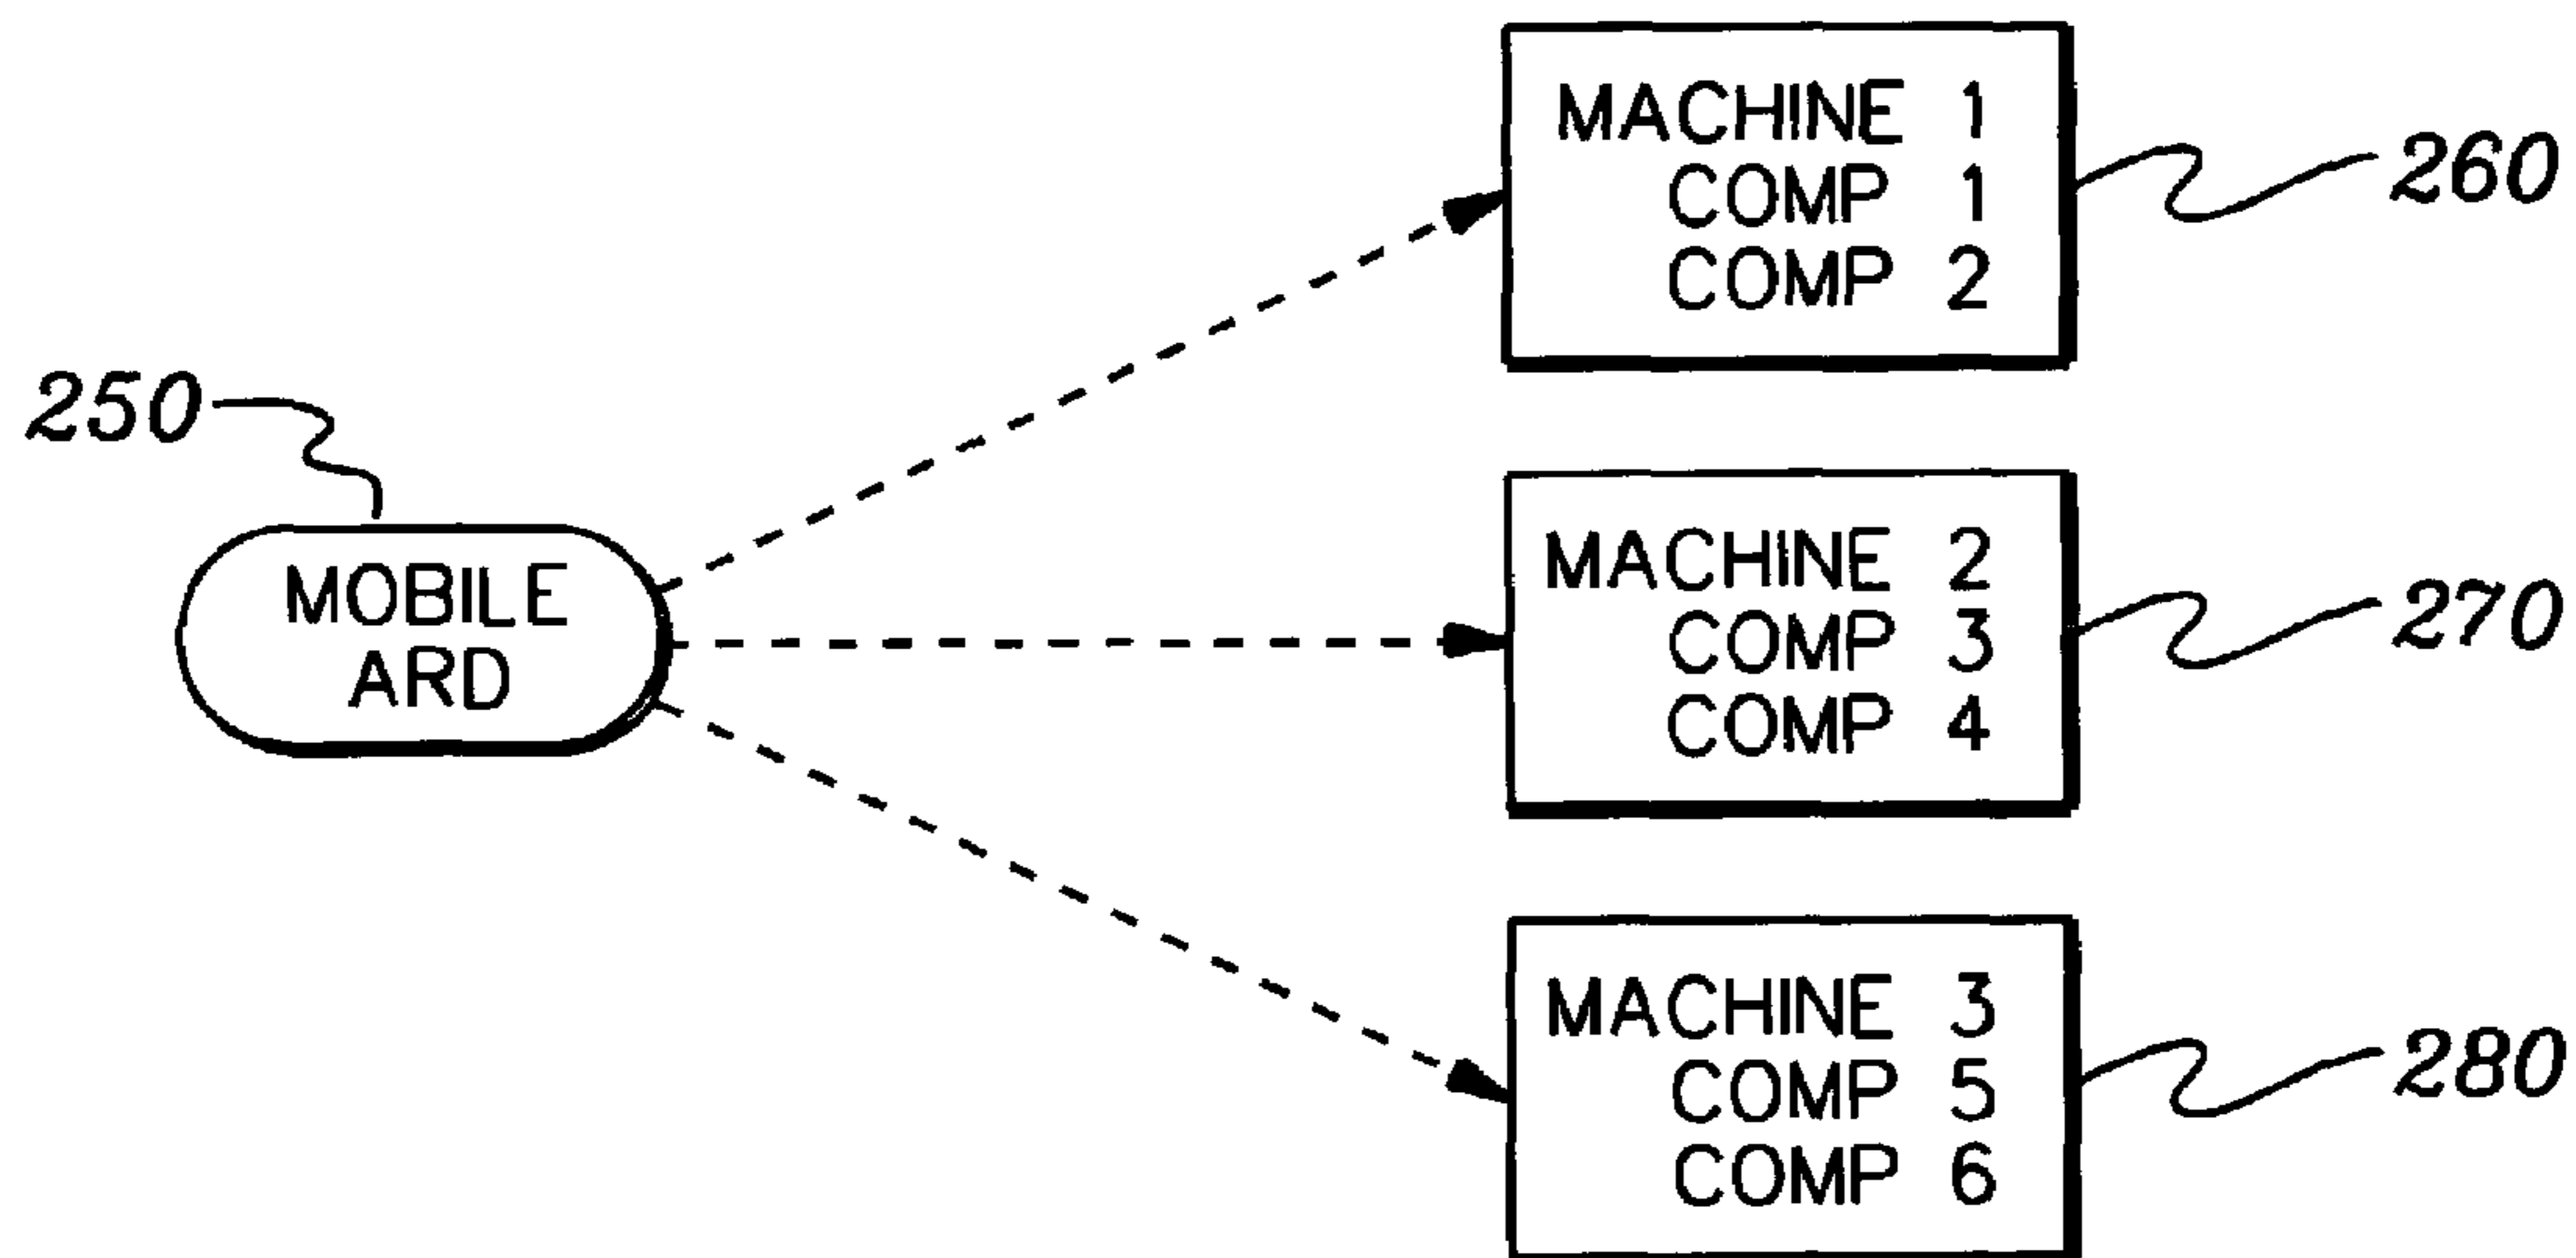 MACHINE 1
COMP 1
COMP 2
260
250
MOBILE
ARD
MACHINE 2
COMP 3
COMP 4
270
MACHINE 3
COMP 5
COMP 6
280